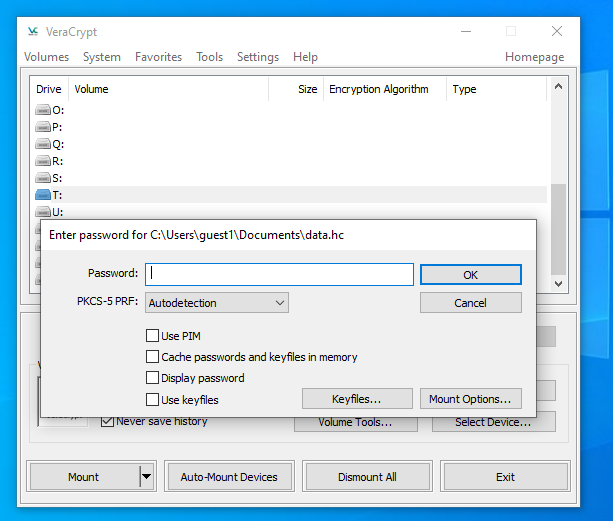 VeraCrypt
Volumes System Favorites Tools Settings Help Homepage
Drive Volume Size Encryption Algorithm Type
O:
P:
Q:
R:
S:
T:
U:
Enter password for C:\Users\guest1\Documents\data.hc
Password:
OK
PKCS-5 PRF: Autodetection
Cancel
Use PIM
Cache passwords and keyfiles in memory
Display password
Use keyfiles
Keyfiles...
Mount Options...
Never save history
Volume Tools...
Select Device...
Mount
Auto-Mount Devices
Dismount All
Exit